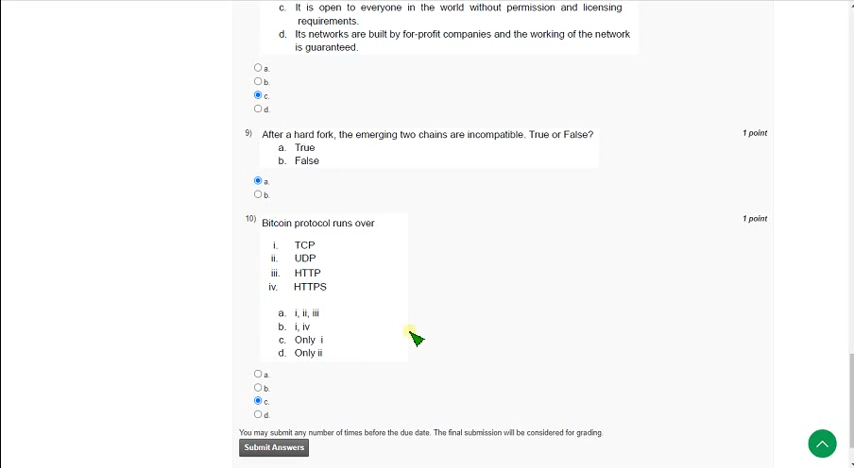 c. It is open to everyone in the world without permission and licensing
requirements.
d. Its networks are built by for-profit companies and the working of the network
is guaranteed.
a.
b.
c.
d.
9) After a hard fork, the emerging two chains are incompatible. True or False? 1 point
a. True
b. False
a.
b.
10) Bitcoin protocol runs over 1 point
i. TCP
ii. UDP
iii. HTTP
iv. HTTPS
a. i, ii, iii
b. i, iv
c. Only i
d. Only ii
a.
b.
c.
d.
You may submit any number of times before the due date. The final submission will be considered for grading.
Submit Answers